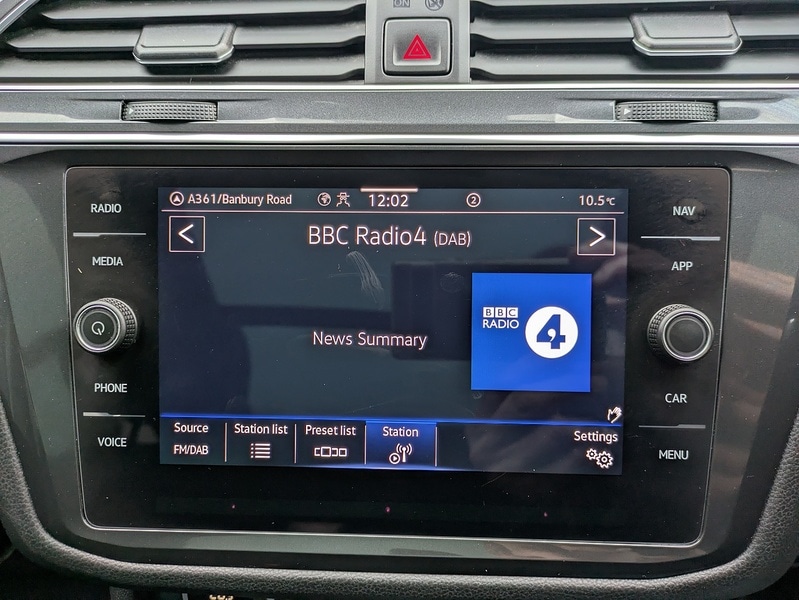 ON
RADIO
MEDIA
PHONE
VOICE
A361/Banbury Road 12:02 2 10.5°C
< BBC Radio4 (DAB) >
News Summary
BBC
RADIO 4
Source
FM/DAB
Station list
Preset list
Station
Settings
NAV
APP
CAR
MENU